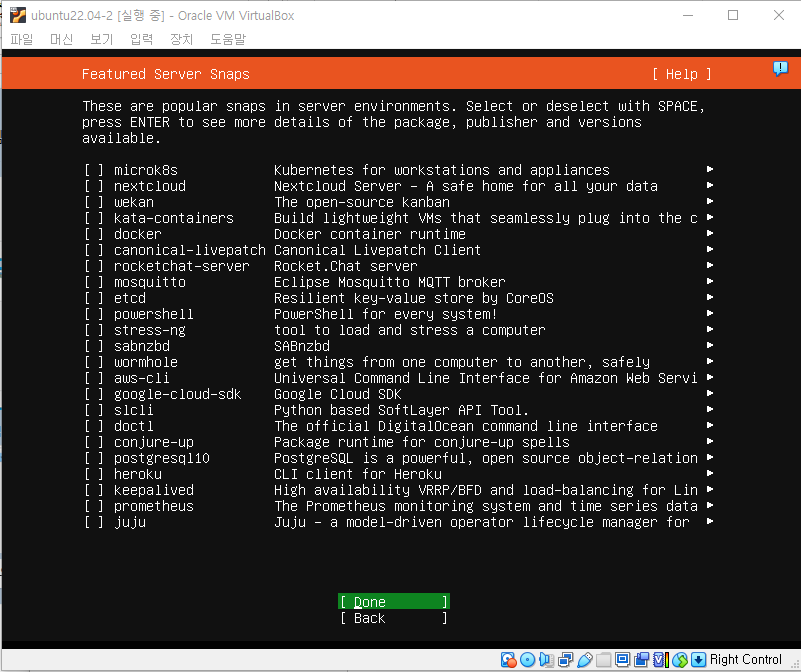 ubuntu22.04-2 [실행 중] - Oracle VM VirtualBox
파일 머신 보기 입력 장치 도움말
Featured Server Snaps [ Help ]
These are popular snaps in server environments. Select or deselect with SPACE,
press ENTER to see more details of the package, publisher and versions
available.
[ ] microk8s Kubernetes for workstations and appliances ▸
[ ] nextcloud Nextcloud Server - A safe home for all your data ▸
[ ] wekan The open-source kanban ▸
[ ] kata-containers Build lightweight VMs that seamlessly plug into the c ▸
[ ] docker Docker container runtime ▸
[ ] canonical-livepatch Canonical Livepatch Client ▸
[ ] rocketchat-server Rocket.Chat server ▸
[ ] mosquitto Eclipse Mosquitto MQTT broker ▸
[ ] etcd Resilient key-value store by CoreOS ▸
[ ] powershell PowerShell for every system! ▸
[ ] stress-ng tool to load and stress a computer ▸
[ ] sabnzbd SABnzbd ▸
[ ] wormhole get things from one computer to another, safely ▸
[ ] aws-cli Universal Command Line Interface for Amazon Web Servi ▸
[ ] google-cloud-sdk Google Cloud SDK ▸
[ ] slcli Python based SoftLayer API Tool. ▸
[ ] doctl The official DigitalOcean command line interface ▸
[ ] conjure-up Package runtime for conjure-up spells ▸
[ ] postgresql10 PostgreSQL is a powerful, open source object-relation ▸
[ ] heroku CLI client for Heroku ▸
[ ] keepalived High availability VRRP/BFD and load-balancing for Lin ▸
[ ] prometheus The Prometheus monitoring system and time series data ▸
[ ] juju Juju - a model-driven operator lifecycle manager for ▸
[ Done ]
[ Back ]
Right Control